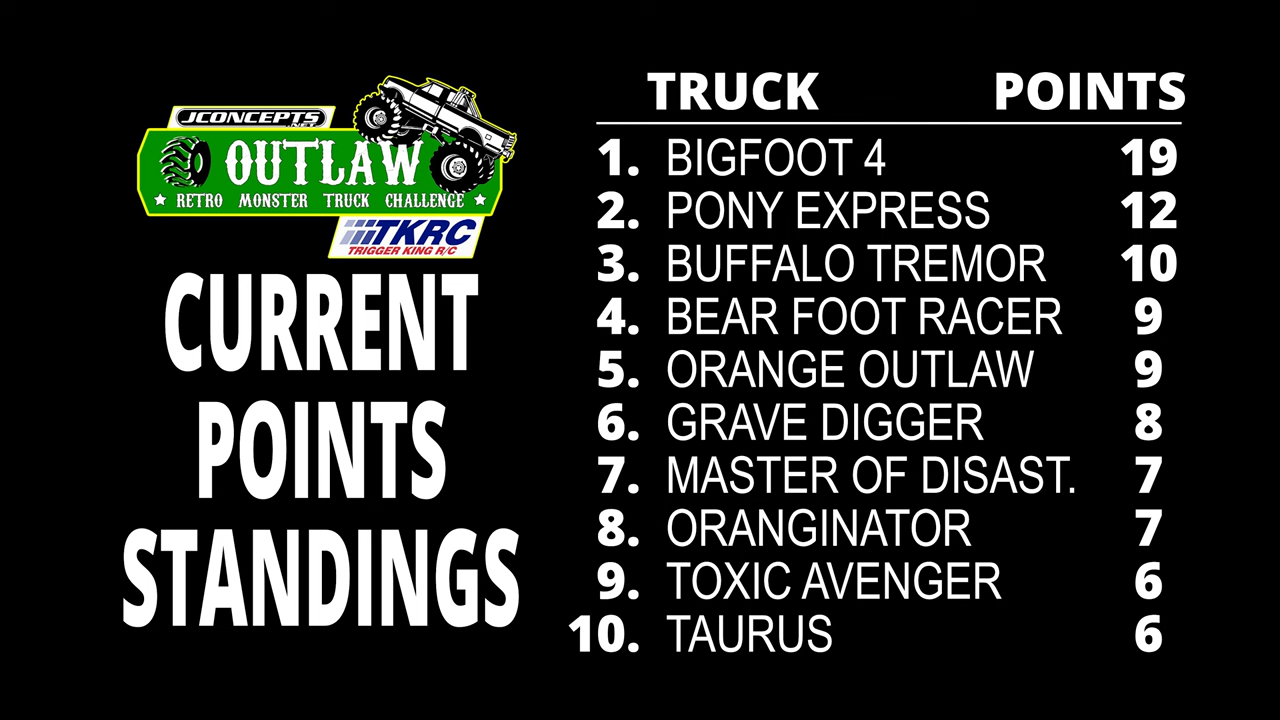 JCONCEPTS
.NET
OUTLAW
RETRO MONSTER TRUCK CHALLENGE
TKRC
TRIGGER KING R/C
CURRENT
POINTS
STANDINGS
TRUCK POINTS
1. BIGFOOT 4 19
2. PONY EXPRESS 12
3. BUFFALO TREMOR 10
4. BEAR FOOT RACER 9
5. ORANGE OUTLAW 9
6. GRAVE DIGGER 8
7. MASTER OF DISAST. 7
8. ORANGINATOR 7
9. TOXIC AVENGER 6
10. TAURUS 6